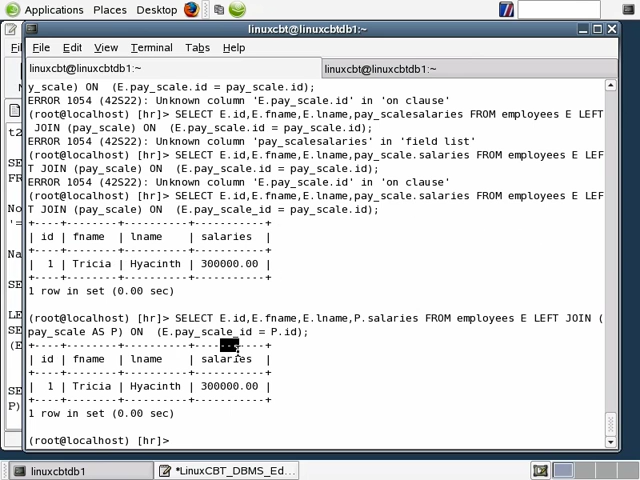 Applications Places Desktop
linuxcbt@linuxcbtdb1:~
File Edit View Terminal Tabs Help
linuxcbt@linuxcbtdb1:~ linuxcbt@linuxcbtdb1:~
y_scale) ON  (E.pay_scale.id = pay_scale.id);
ERROR 1054 (42S22): Unknown column 'E.pay_scale.id' in 'on clause'
(root@localhost) [hr]> SELECT E.id,E.fname,E.lname,pay_scalesalaries FROM employees E LEFT
 JOIN (pay_scale) ON  (E.pay_scale.id = pay_scale.id);
ERROR 1054 (42S22): Unknown column 'pay_scalesalaries' in 'field list'
(root@localhost) [hr]> SELECT E.id,E.fname,E.lname,pay_scale.salaries FROM employees E LEF
T JOIN (pay_scale) ON  (E.pay_scale.id = pay_scale.id);
ERROR 1054 (42S22): Unknown column 'E.pay_scale.id' in 'on clause'
(root@localhost) [hr]> SELECT E.id,E.fname,E.lname,pay_scale.salaries FROM employees E LEF
T JOIN (pay_scale) ON  (E.pay_scale_id = pay_scale.id);
+----+--------+----------+-----------+
| id | fname  | lname    | salaries  |
+----+--------+----------+-----------+
|  1 | Tricia | Hyacinth | 300000.00 |
+----+--------+----------+-----------+
1 row in set (0.00 sec)
(root@localhost) [hr]> SELECT E.id,E.fname,E.lname,P.salaries FROM employees E LEFT JOIN (
pay_scale AS P) ON  (E.pay_scale_id = P.id);
+----+--------+----------+-----------+
| id | fname  | lname    | salaries  |
+----+--------+----------+-----------+
|  1 | Tricia | Hyacinth | 300000.00 |
+----+--------+----------+-----------+
1 row in set (0.00 sec)
(root@localhost) [hr]>
linuxcbtdb1 *LinuxCBT_DBMS_Ed...